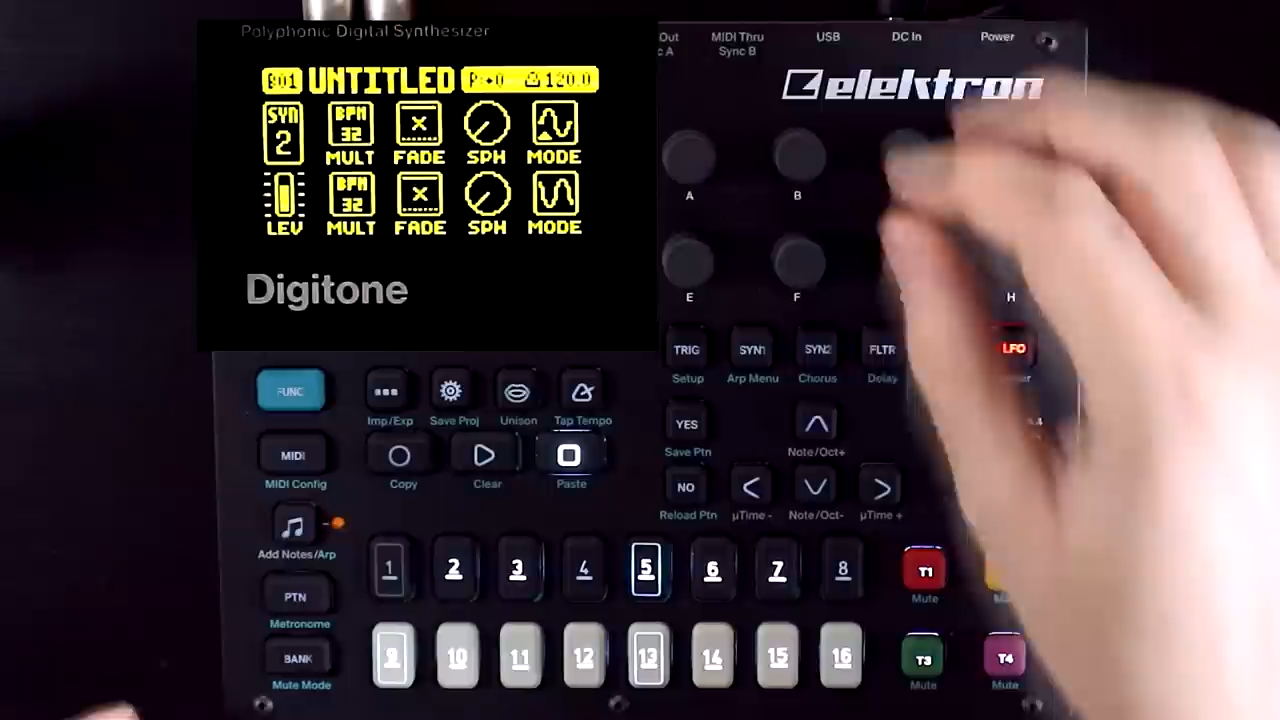 Polyphonic Digital Synthesizer
Out MIDI Thru USB DC In Power
Sync B
elektron
B01 UNTITLED P:+0 120.0
SYN 2 BPM 32 X
MULT FADE SPH MODE
BPM 32 X
LEV MULT FADE SPH MODE
Digitone
A B
E F H
TRIG SYN1 SYN2 FLTR LFO
Setup Arp Menu Chorus Delay
FUNC
Imp/Exp Save Proj Unison Tap Tempo
YES
Save Ptn Note/Oct+
MIDI
MIDI Config Copy Clear Paste
NO
Reload Ptn µTime - Note/Oct- µTime +
Add Notes/Arp
1 2 3 4 5 6 7 8 T1
Mute
PTN
Metronome
BANK
Mute Mode
9 10 11 12 13 14 15 16 T3 T4
Mute Mute